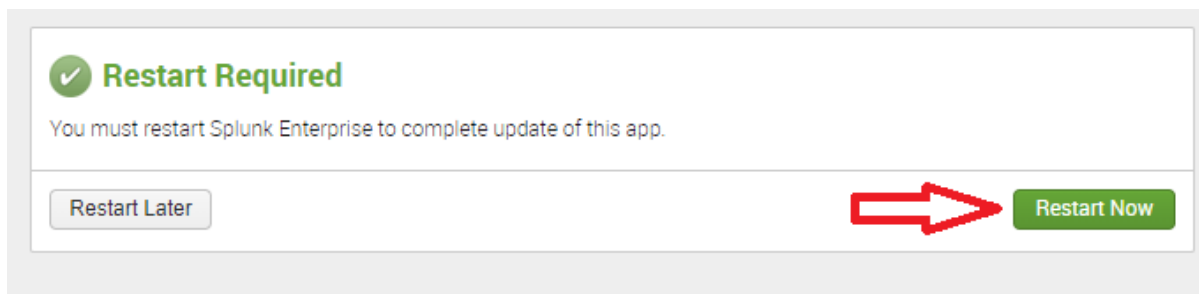 Restart Required
You must restart Splunk Enterprise to complete update of this app.
Restart Later
Restart Now